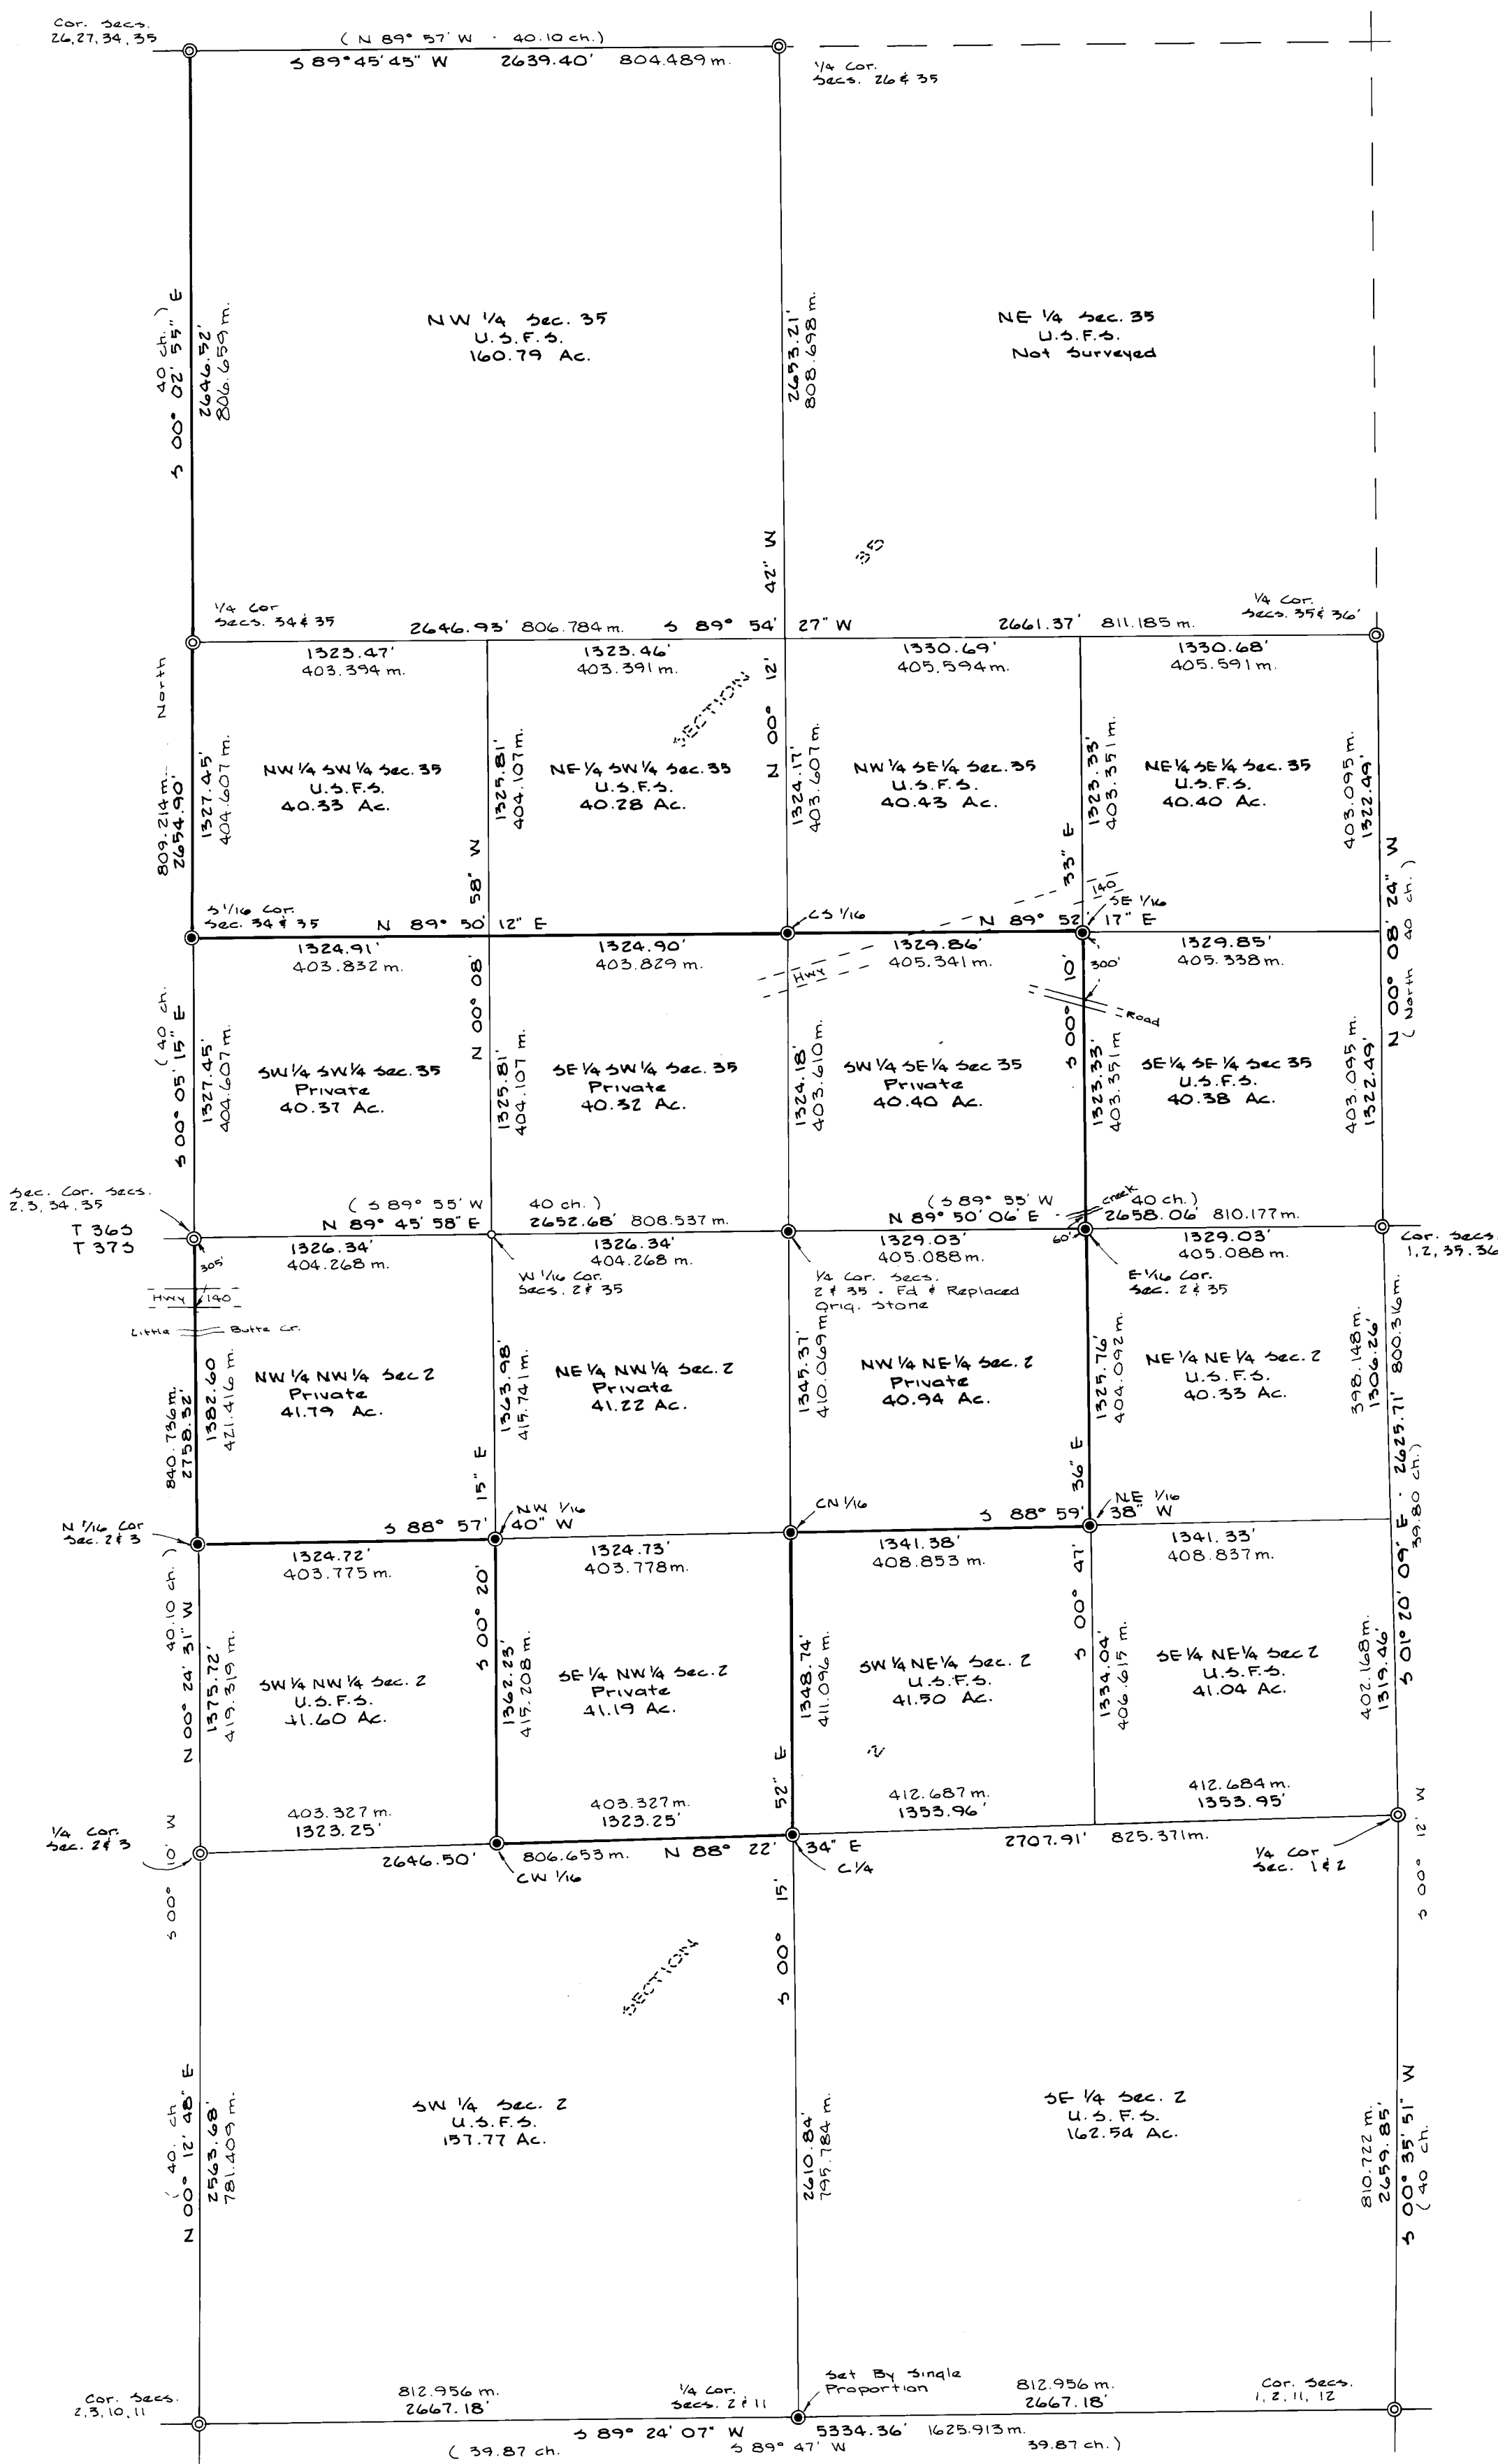 Cor. Secs.
26,27,34,35
( N 89° 57' W · 40.10 ch. )
S 89° 45' 45" W 2639.40' 804.489 m.
1/4 Cor.
Secs. 26 & 35
40 ch. )
S 00° 02' 55" E
2646.52'
806.659 m.
NW 1/4 Sec. 35
U.S.F.S.
160.79 Ac.
2653.21'
808.698 m.
NE 1/4 Sec. 35
U.S.F.S.
Not Surveyed
N 00° 12' 42" W
35
1/4 Cor
Secs. 34 & 35
2646.93' 806.784 m. S 89° 54' 27" W 2661.37' 811.185 m.
1/4 Cor.
Secs. 35 & 36
1323.47'
403.394 m.
1323.46'
403.391 m.
1330.69'
405.594 m.
1330.68'
405.591 m.
SECTION
North
809.214 m.
2654.90'
1327.45'
404.607 m.
NW 1/4 SW 1/4 Sec. 35
U.S.F.S.
40.33 Ac.
1325.81'
404.107 m.
NE 1/4 SW 1/4 Sec. 35
U.S.F.S.
40.28 Ac.
1324.17'
403.607 m.
NW 1/4 SE 1/4 Sec. 35
U.S.F.S.
40.43 Ac.
1323.33'
403.351 m.
NE 1/4 SE 1/4 Sec. 35
U.S.F.S.
40.40 Ac.
403.095 m.
1322.49'
S 1/16 Cor.
Sec. 34 & 35
N 89° 50' 12" E
CS 1/16
N 89° 52' 17" E
140
SE 1/16
1324.91'
403.832 m.
1324.90'
403.829 m.
HWY
1329.86'
405.341 m.
300'
1329.85'
405.338 m.
Road
N 00° 08' 58" W
S 00° 10' 33" E
N 00° 08' 24" W
( North 40 ch. )
( 40 ch.
S 00° 05' 15" E
1327.45'
404.607 m.
SW 1/4 SW 1/4 Sec. 35
Private
40.37 Ac.
1325.81'
404.107 m.
SE 1/4 SW 1/4 Sec. 35
Private
40.32 Ac.
1324.18'
403.610 m.
SW 1/4 SE 1/4 Sec 35
Private
40.40 Ac.
1323.33'
403.351 m
SE 1/4 SE 1/4 Sec 35
U.S.F.S.
40.38 Ac.
403.095 m.
1322.49'
Sec. Cor. Secs.
2,3,34,35
T 36S
T 37S
( S 89° 55' W 40 ch. )
N 89° 45' 58" E 2652.68' 808.537 m.
( S 89° 55' W Creek 40 ch. )
N 89° 50' 06" E 2658.06' 810.177 m.
60'
Cor. Secs.
1,2,35,36
305'
1326.34'
404.268 m.
1326.34'
404.268 m.
1329.03'
405.088 m.
1329.03'
405.088 m.
W 1/16 Cor.
Secs. 2 & 35
1/4 Cor. Secs.
2 & 35 - Fd & Replaced
Orig. Stone
E 1/16 Cor.
Sec. 2 & 35
HWY 140
Little Butte Cr.
840.736 m.
2758.32'
1382.60
421.416 m.
NW 1/4 NW 1/4 Sec 2
Private
41.79 Ac.
1363.98'
415.741 m.
NE 1/4 NW 1/4 Sec. 2
Private
41.22 Ac.
1345.37'
410.069 m.
NW 1/4 NE 1/4 Sec. 2
Private
40.94 Ac.
1325.76'
404.092 m.
NE 1/4 NE 1/4 Sec. 2
U.S.F.S.
40.33 Ac.
398.148 m.
1306.26'
S 01° 20' 09" E · 2625.71' 800.316 m.
39.80 ch.)
N 1/16 Cor
Sec. 2 & 3
S 88° 57' 40" W
NW 1/16
CN 1/16
S 88° 59' 38" W
NE 1/16
1324.72'
403.775 m.
1324.73'
403.778 m.
1341.38'
408.853 m.
1341.33'
408.837 m.
S 00° 20' 15" E
S 00° 47' 36" E
40.10 ch. )
N 00° 24' 31" W
1375.72'
419.319 m.
SW 1/4 NW 1/4 Sec. 2
U.S.F.S.
41.60 Ac.
1362.23'
415.208 m.
SE 1/4 NW 1/4 Sec. 2
Private
41.19 Ac.
1348.74'
411.096 m.
SW 1/4 NE 1/4 Sec. 2
U.S.F.S.
41.50 Ac.
1334.04'
406.615 m.
SE 1/4 NE 1/4 Sec 2
U.S.F.S.
41.04 Ac.
402.168 m.
1319.46'
2
1/4 Cor.
Sec. 2 & 3
403.327 m.
1323.25'
403.327 m.
1323.25'
412.687 m.
1353.96'
412.684 m.
1353.95'
2646.50' 806.653 m. N 88° 22' 34" E 2707.91' 825.371 m.
CW 1/16
C 1/4
1/4 Cor
Sec. 1 & 2
S 00° 10' W
S 00° 15' 52" E
S 00° 21' W
SECTION
( 40. ch
N 00° 12' 48" E
2563.68'
781.409 m.
SW 1/4 Sec. 2
U.S.F.S.
157.77 Ac.
2610.84'
795.784 m.
SE 1/4 Sec. 2
U.S.F.S.
162.54 Ac.
810.722 m.
2659.85'
S 00° 35' 51" W
( 40 ch.
Cor. Secs.
2,3,10,11
812.956 m.
2667.18'
1/4 Cor.
Secs. 2 & 11
Set By Single
Proportion
812.956 m.
2667.18'
Cor. Secs.
1,2,11,12
S 89° 24' 07" W 5334.36' 1625.913 m.
( 39.87 ch. S 89° 47' W 39.87 ch. )